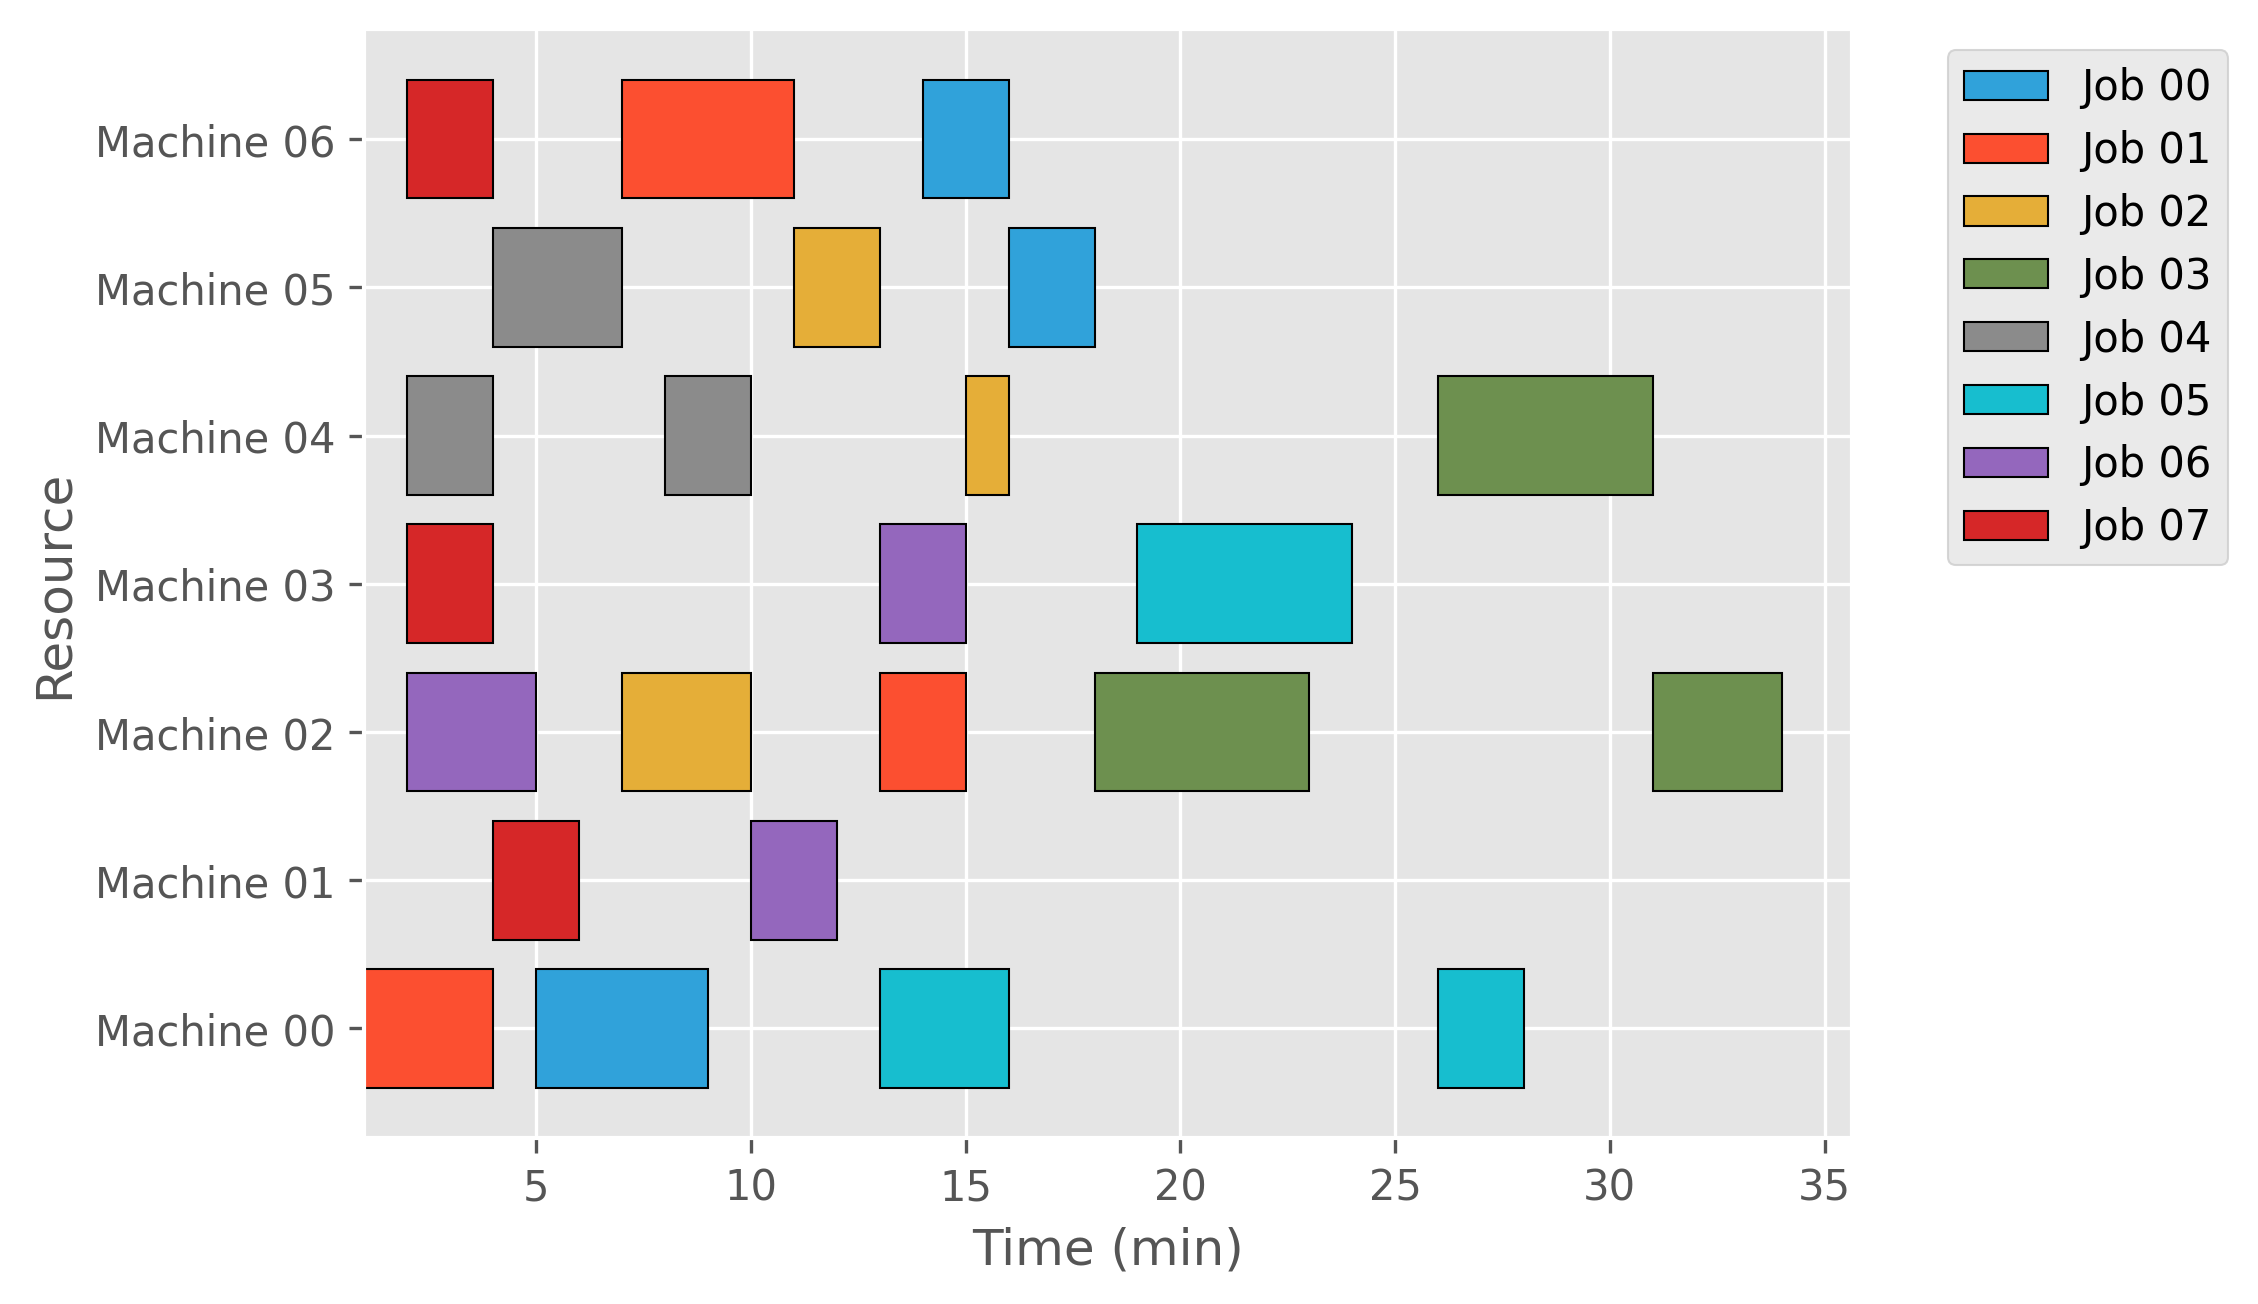 Machine 06
Machine 05
Machine 04
Machine 03
Machine 02
Machine 01
Machine 00
Resource
5 10 15 20 25 30 35
Time (min)
Job 00
Job 01
Job 02
Job 03
Job 04
Job 05
Job 06
Job 07